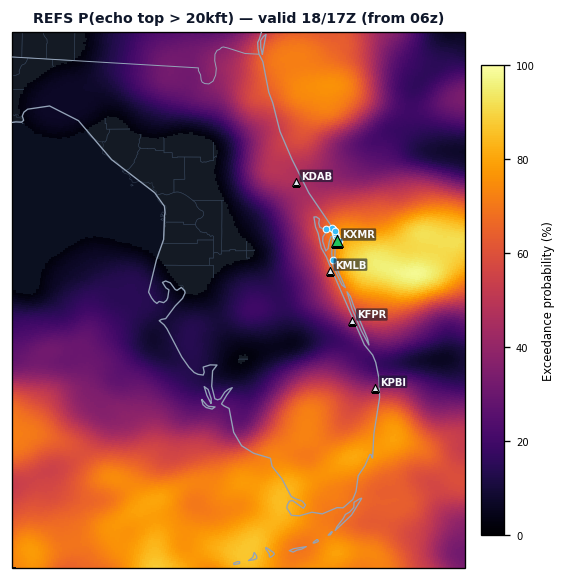 REFS P(echo top > 20kft) — valid 18/17Z (from 06z)
KDAB
KXMR
KMLB
KFPR
KPBI
100
80
60
40
20
0
Exceedance probability (%)